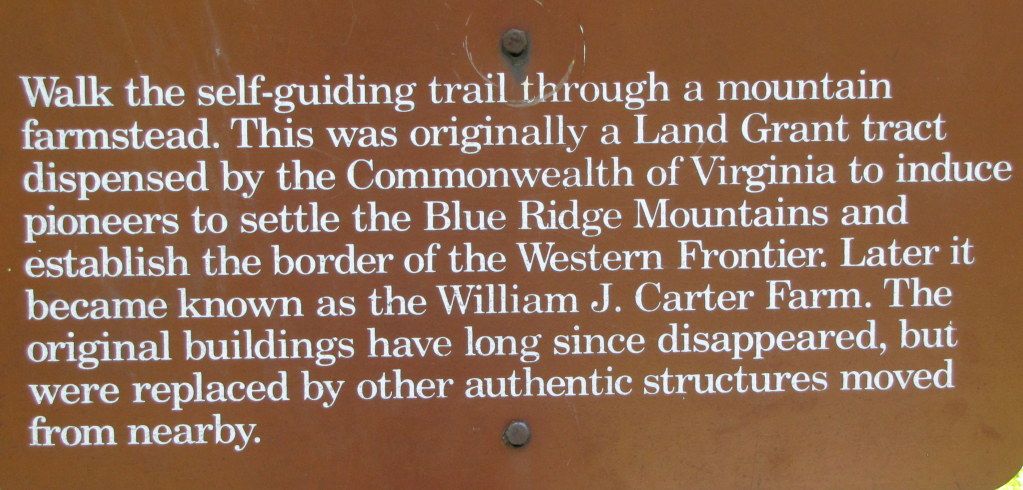 Walk the self-guiding trail through a mountain
farmstead. This was originally a Land Grant tract
dispensed by the Commonwealth of Virginia to induce
pioneers to settle the Blue Ridge Mountains and
establish the border of the Western Frontier. Later it
became known as the William J. Carter Farm. The
original buildings have long since disappeared, but
were replaced by other authentic structures moved
from nearby.